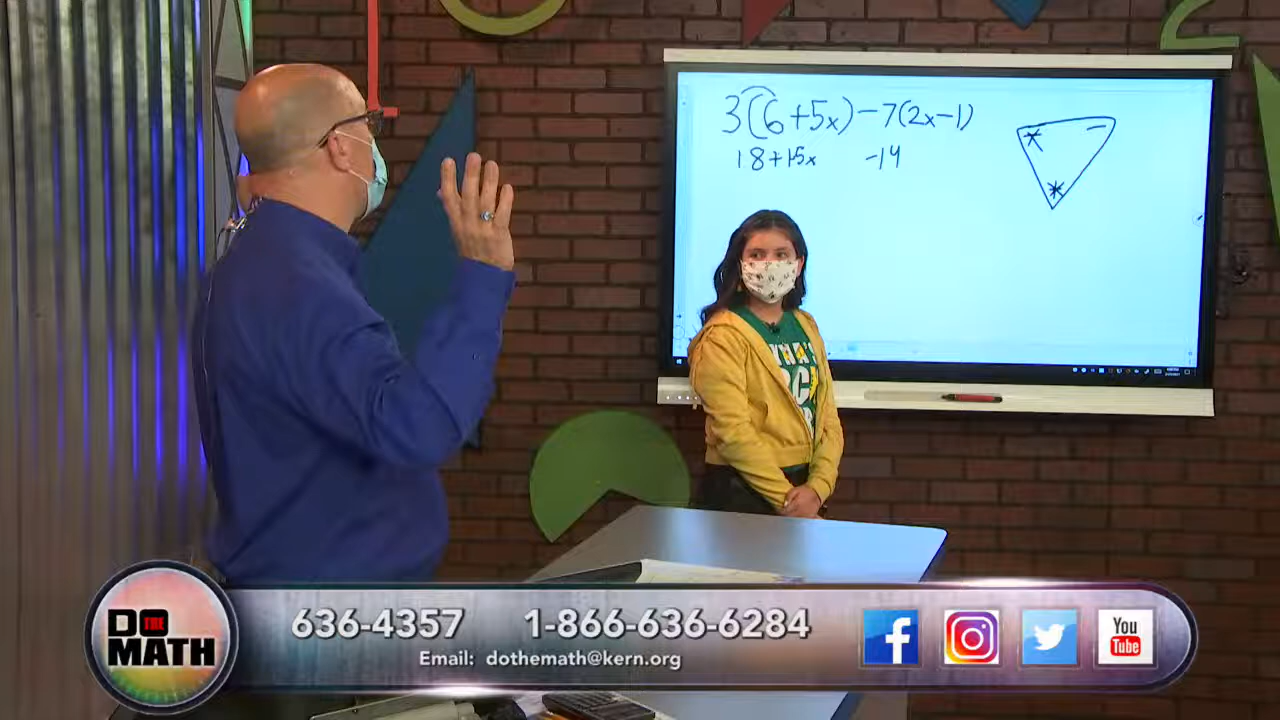 3(6+5x)-7(2x-1)
18+15x -14
DO THE MATH
636-4357 1-866-636-6284
Email: dothemath@kern.org
You Tube